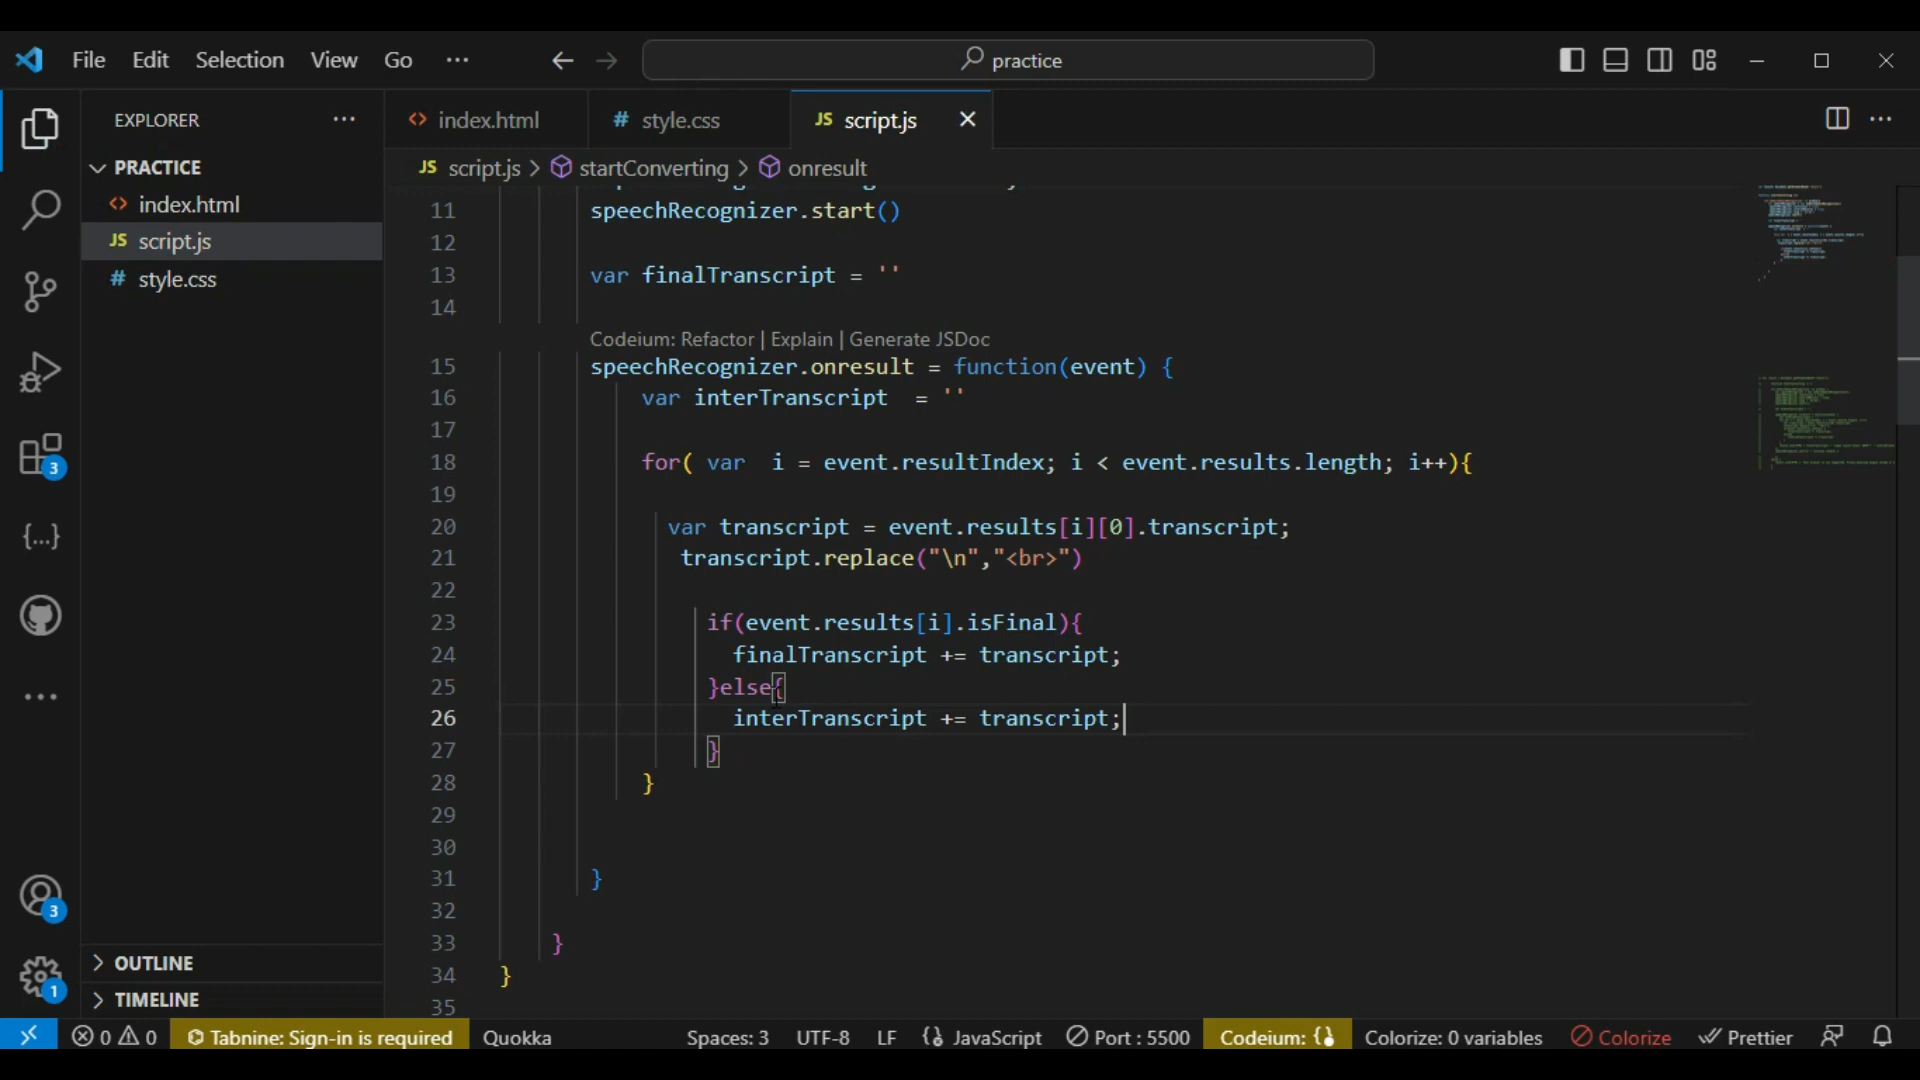 File Edit Selection View Go ··· practice
EXPLORER ···
PRACTICE
<> index.html
JS script.js
# style.css
OUTLINE
TIMELINE
3
{...}
3
1
<> index.html # style.css JS script.js
JS script.js > startConverting > onresult
11 speechRecognizer.start()
12
13 var finalTranscript = ''
14
Codeium: Refactor | Explain | Generate JSDoc
15 speechRecognizer.onresult = function(event) {
16 var interTranscript  = ''
17
18 for( var  i = event.resultIndex; i < event.results.length; i++){
19
20 var transcript = event.results[i][0].transcript;
21 transcript.replace("\n","<br>")
22
23 if(event.results[i].isFinal){
24 finalTranscript += transcript;
25 }else{
26 interTranscript += transcript;
27 }
28 }
29
30
31 }
32
33 }
34 }
35
0 0 Tabnine: Sign-in is required Quokka Spaces: 3 UTF-8 LF {} JavaScript Port : 5500 Codeium: {} Colorize: 0 variables Colorize Prettier